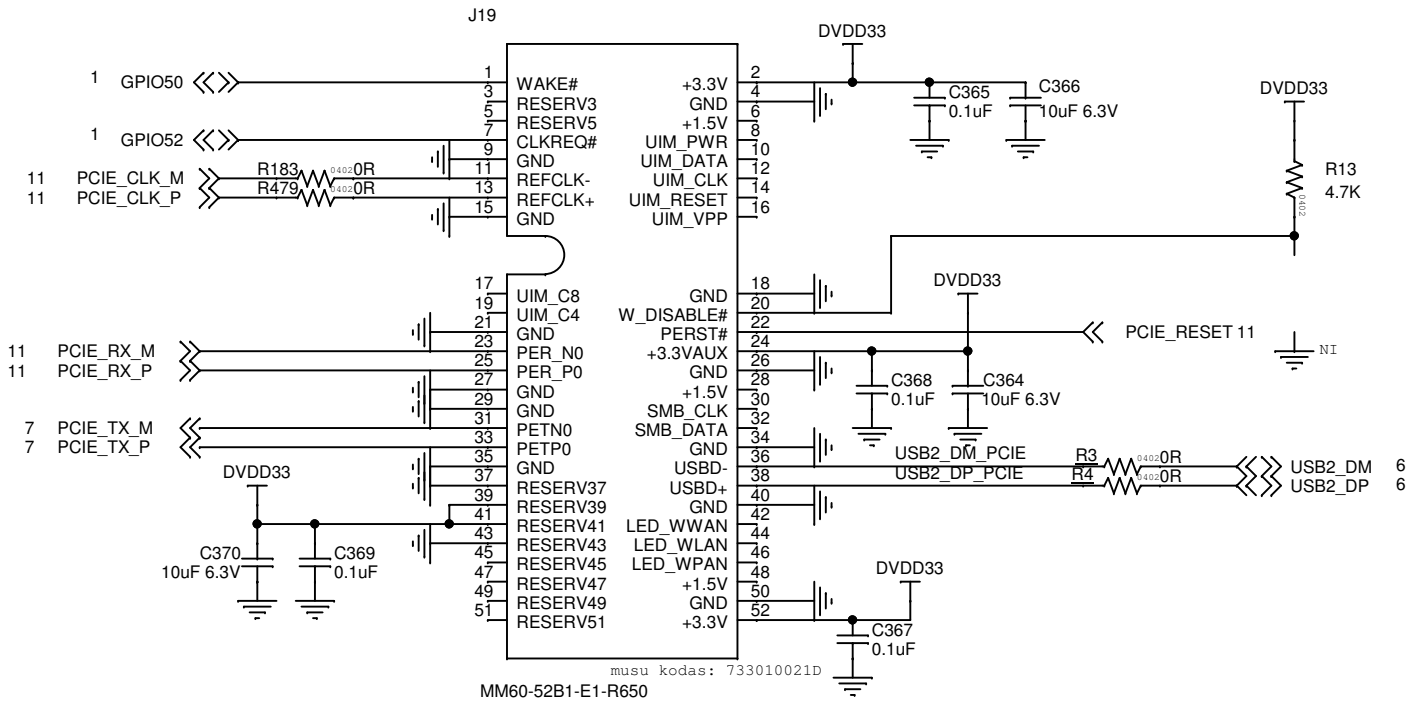 J19
DVDD33
1 GPIO50
1 WAKE#
+3.3V 2
C365
0.1uF
C366
10uF 6.3V
DVDD33
3 RESERV3
GND 4
5 RESERV5
+1.5V 6
1 GPIO52
7 CLKREQ#
UIM_PWR 8
9 GND
UIM_DATA 10
11 PCIE_CLK_M
R183 0402 0R
11 REFCLK-
UIM_CLK 12
11 PCIE_CLK_P
R479 0402 0R
13 REFCLK+
UIM_RESET 14
15 GND
UIM_VPP 16
R13
4.7K
0402
17 UIM_C8
GND 18
DVDD33
19 UIM_C4
W_DISABLE# 20
21 GND
PERST# 22
PCIE_RESET 11
11 PCIE_RX_M
23 PER_N0
+3.3VAUX 24
NI
11 PCIE_RX_P
25 PER_P0
GND 26
27 GND
+1.5V 28
C368
0.1uF
C364
10uF 6.3V
29 GND
SMB_CLK 30
7 PCIE_TX_M
31 PETN0
SMB_DATA 32
7 PCIE_TX_P
33 PETP0
GND 34
35 GND
USBD- 36
USB2_DM_PCIE
R3 0402 0R
USB2_DM 6
DVDD33
37 RESERV37
USBD+ 38
USB2_DP_PCIE
R4 0402 0R
USB2_DP 6
39 RESERV39
GND 40
41 RESERV41
LED_WWAN 42
43 RESERV43
LED_WLAN 44
C370
10uF 6.3V
C369
0.1uF
45 RESERV45
LED_WPAN 46
47 RESERV47
+1.5V 48
DVDD33
49 RESERV49
GND 50
51 RESERV51
+3.3V 52
C367
0.1uF
musu kodas: 733010021D
MM60-52B1-E1-R650